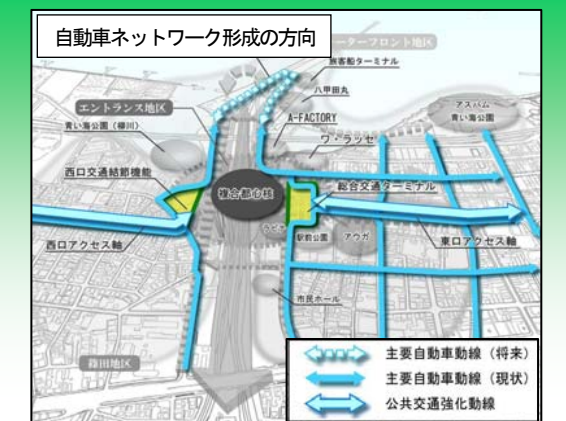 自動車ネットワーク形成の方向
ーターフロント地区
旅客船ターミナル
八甲田丸
エントランス地区
A-FACTORY
アスパム
青い海公園
青い海公園（柳川）
ワ・ラッセ
西口交通結節機能
複合都心核
総合交通ターミナル
駅前公園
アウガ
西口アクセス軸
東口アクセス軸
市民ホール
篠田地区
主要自動車動線（将来）
主要自動車動線（現状）
公共交通強化動線